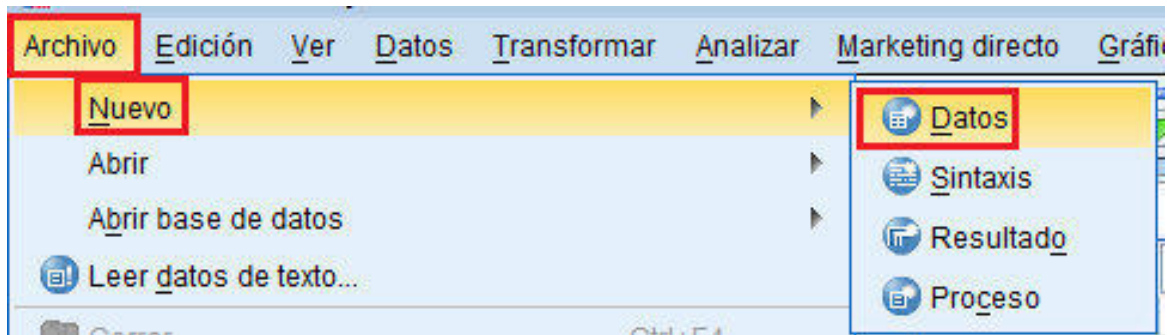 Archivo Edición Ver Datos Transformar Analizar Marketing directo
Nuevo
Abrir
Abrir base de datos
Leer datos de texto...
Datos
Sintaxis
Resultado
Proceso